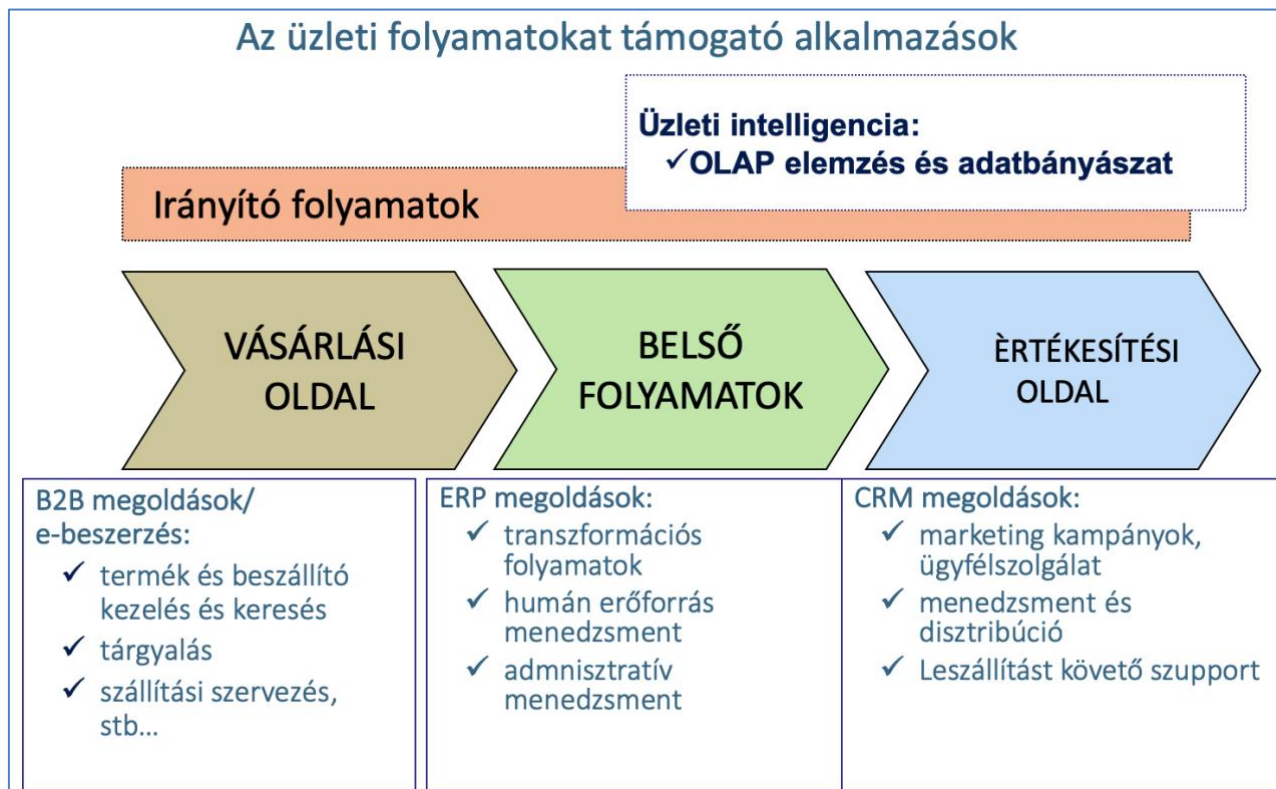 Az üzleti folyamatokat támogató alkalmazások
Üzleti intelligencia:
✓OLAP elemzés és adatbányászat
Irányító folyamatok
VÁSÁRLÁSI
OLDAL
BELSŐ
FOLYAMATOK
ÈRTÉKESÍTÉSI
OLDAL
B2B megoldások/
e-beszerzés:
✓ termék és beszállító
kezelés és keresés
✓ tárgyalás
✓ szállítási szervezés,
stb...
ERP megoldások:
✓ transzformációs
folyamatok
✓ humán erőforrás
menedzsment
✓ admnisztratív
menedzsment
CRM megoldások:
✓ marketing kampányok,
ügyfélszolgálat
✓ menedzsment és
disztribúció
✓ Leszállítást követő szupport